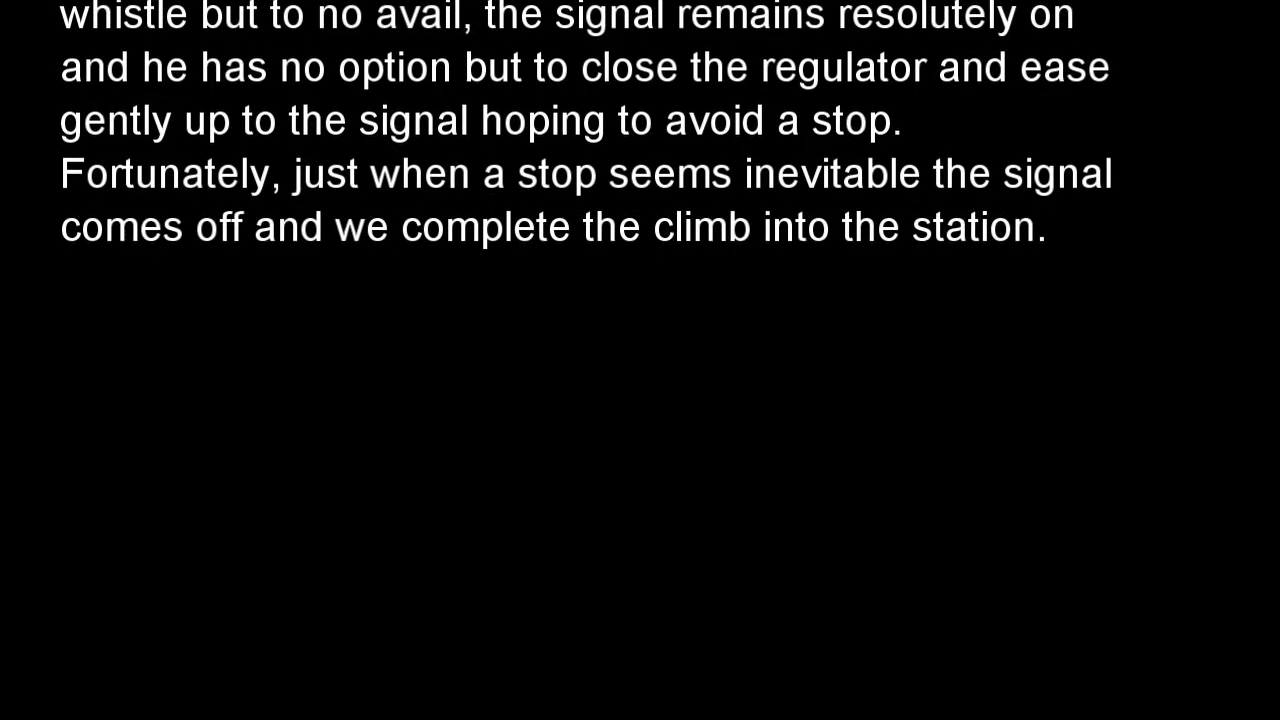 whistle but to no avail, the signal remains resolutely on
and he has no option but to close the regulator and ease
gently up to the signal hoping to avoid a stop.
Fortunately, just when a stop seems inevitable the signal
comes off and we complete the climb into the station.